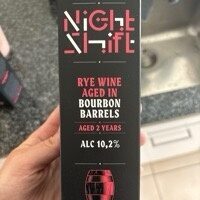 Night
Shift
RYE WINE
AGED IN
BOURBON
BARRELS
AGED 2 YEARS
ALC 10,2%